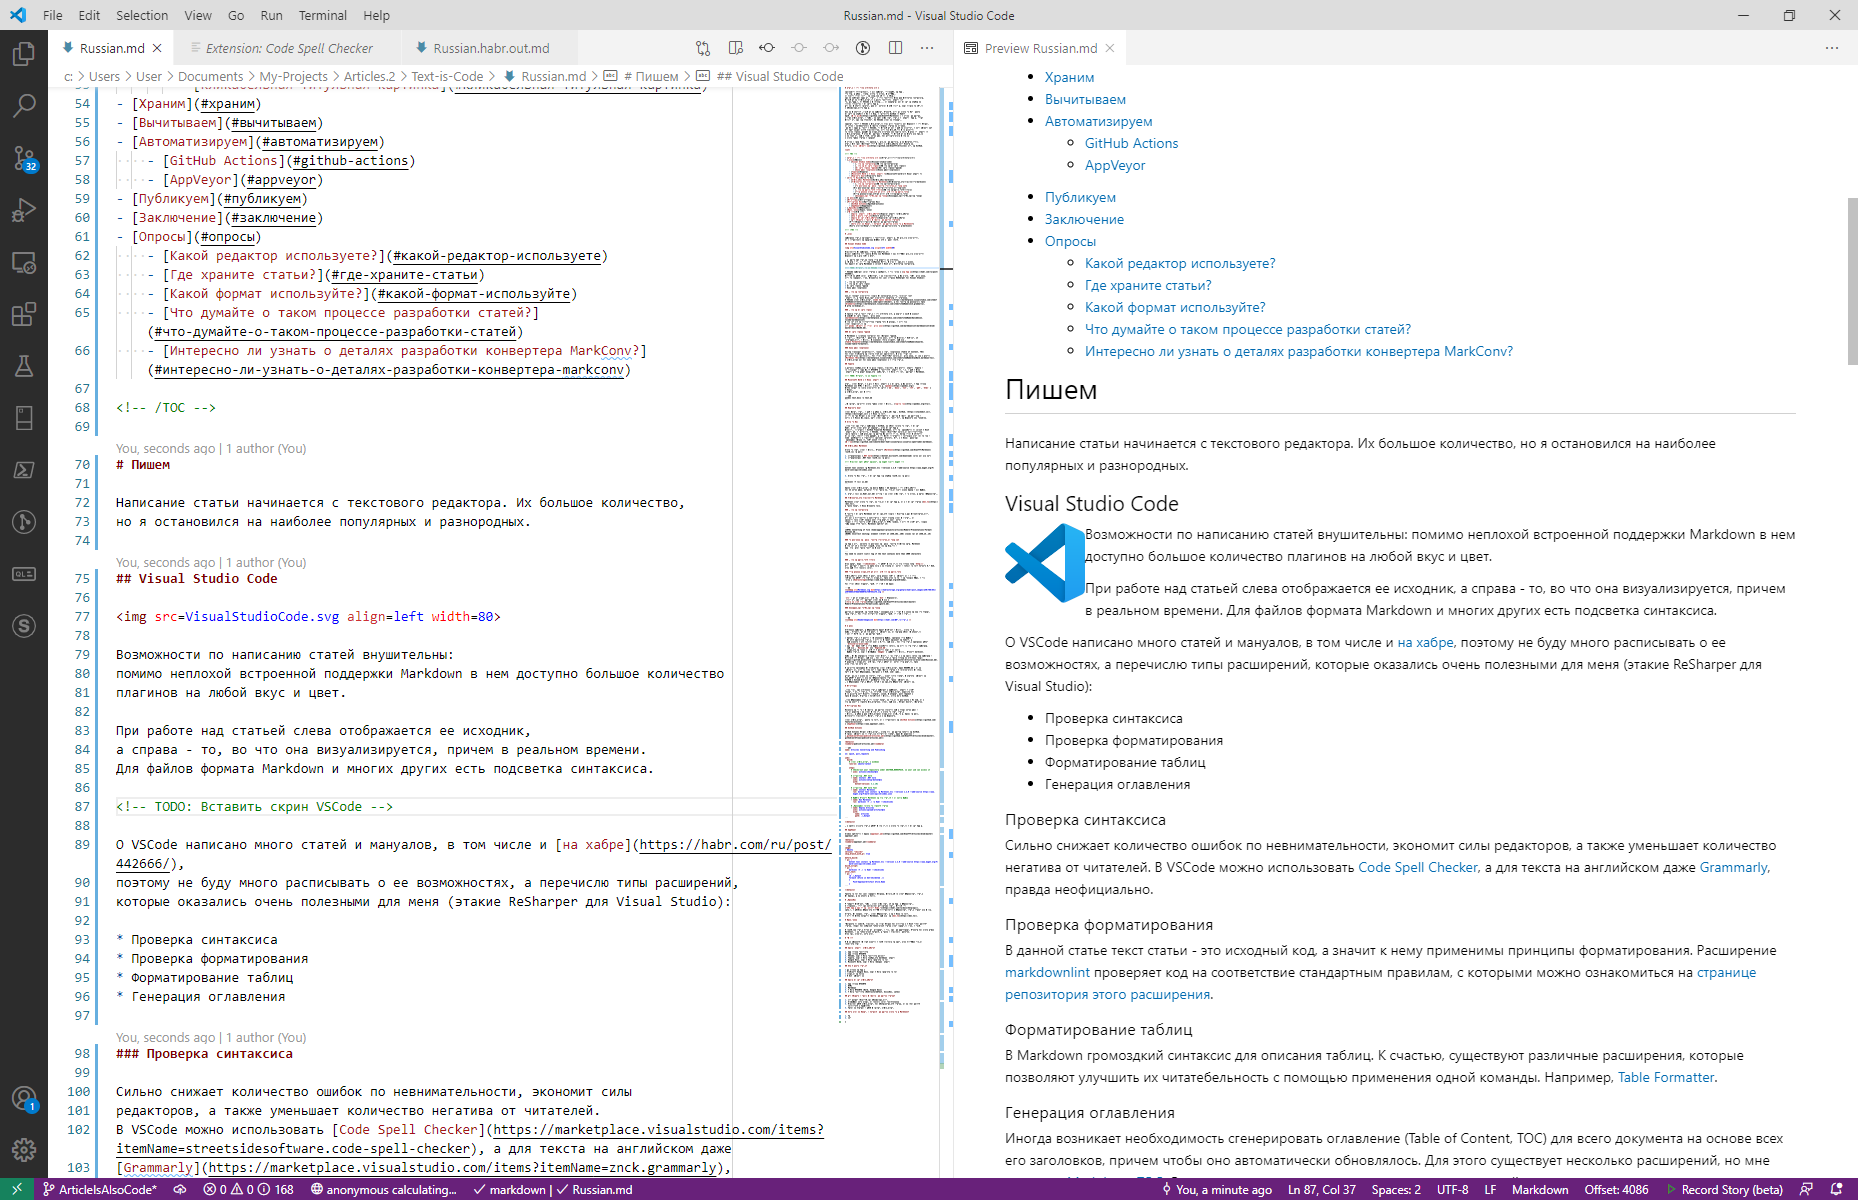 File Edit Selection View Go Run Terminal Help
Russian.md - Visual Studio Code
Russian.md
Extension: Code Spell Checker
Russian.habr.out.md
c: > Users > User > Documents > My-Projects > Articles.2 > Text-is-Code > Russian.md > # Пишем > ## Visual Studio Code
54 - [Храним](#храним)
55 - [Вычитываем](#вычитываем)
56 - [Автоматизируем](#автоматизируем)
57 - [GitHub Actions](#github-actions)
58 - [AppVeyor](#appveyor)
59 - [Публикуем](#публикуем)
60 - [Заключение](#заключение)
61 - [Опросы](#опросы)
62 - [Какой редактор используете?](#какой-редактор-используете)
63 - [Где храните статьи?](#где-храните-статьи)
64 - [Какой формат используйте?](#какой-формат-используйте)
65 - [Что думайте о таком процессе разработки статей?]
(#что-думайте-о-таком-процессе-разработки-статей)
66 - [Интересно ли узнать о деталях разработки конвертера MarkConv?]
(#интересно-ли-узнать-о-деталях-разработки-конвертера-markconv)
67
68 <!-- /TOC -->
69
You, seconds ago | 1 author (You)
70 # Пишем
71
72 Написание статьи начинается с текстового редактора. Их большое количество,
73 но я остановился на наиболее популярных и разнородных.
74
You, seconds ago | 1 author (You)
75 ## Visual Studio Code
76
77 <img src=VisualStudioCode.svg align=left width=80>
78
79 Возможности по написанию статей внушительны:
80 помимо неплохой встроенной поддержки Markdown в нем доступно большое количество
81 плагинов на любой вкус и цвет.
82
83 При работе над статьей слева отображается ее исходник,
84 а справа - то, во что она визуализируется, причем в реальном времени.
85 Для файлов формата Markdown и многих других есть подсветка синтаксиса.
86
87 <!-- TODO: Вставить скрин VSCode -->
88
89 О VSCode написано много статей и мануалов, в том числе и [на хабре](https://habr.com/ru/post/
442666/),
90 поэтому не буду много расписывать о ее возможностях, а перечислю типы расширений,
91 которые оказались очень полезными для меня (этакие ReSharper для Visual Studio):
92
93 * Проверка синтаксиса
94 * Проверка форматирования
95 * Форматирование таблиц
96 * Генерация оглавления
97
You, seconds ago | 1 author (You)
98 ### Проверка синтаксиса
99
100 Сильно снижает количество ошибок по невнимательности, экономит силы
101 редакторов, а также уменьшает количество негатива от читателей.
102 В VSCode можно использовать [Code Spell Checker](https://marketplace.visualstudio.com/items?
itemName=streetsidesoftware.code-spell-checker), а для текста на английском даже
103 [Grammarly](https://marketplace.visualstudio.com/items?itemName=znck.grammarly),
Preview Russian.md
Храним
Вычитываем
Автоматизируем
GitHub Actions
AppVeyor
Публикуем
Заключение
Опросы
Какой редактор используете?
Где храните статьи?
Какой формат используйте?
Что думайте о таком процессе разработки статей?
Интересно ли узнать о деталях разработки конвертера MarkConv?
Пишем
Написание статьи начинается с текстового редактора. Их большое количество, но я остановился на наиболее
популярных и разнородных.
Visual Studio Code
Возможности по написанию статей внушительны: помимо неплохой встроенной поддержки Markdown в нем
доступно большое количество плагинов на любой вкус и цвет.
При работе над статьей слева отображается ее исходник, а справа - то, во что она визуализируется, причем
в реальном времени. Для файлов формата Markdown и многих других есть подсветка синтаксиса.
О VSCode написано много статей и мануалов, в том числе и на хабре, поэтому не буду много расписывать о ее
возможностях, а перечислю типы расширений, которые оказались очень полезными для меня (этакие ReSharper для
Visual Studio):
Проверка синтаксиса
Проверка форматирования
Форматирование таблиц
Генерация оглавления
Проверка синтаксиса
Сильно снижает количество ошибок по невнимательности, экономит силы редакторов, а также уменьшает количество
негатива от читателей. В VSCode можно использовать Code Spell Checker, а для текста на английском даже Grammarly,
правда неофициально.
Проверка форматирования
В данной статье текст статьи - это исходный код, а значит к нему применимы принципы форматирования. Расширение
markdownlint проверяет код на соответствие стандартным правилам, с которыми можно ознакомиться на странице
репозитория этого расширения.
Форматирование таблиц
В Markdown громоздкий синтаксис для описания таблиц. К счастью, существуют различные расширения, которые
позволяют улучшить их читатебельность с помощью применения одной команды. Например, Table Formatter.
Генерация оглавления
Иногда возникает необходимость сгенерировать оглавление (Table of Content, TOC) для всего документа на основе всех
его заголовков, причем чтобы оно автоматически обновлялось. Для этого существует несколько расширений, но мне
32
1
ArticleIsAlsoCode* 0 0 168 anonymous calculating... markdown | Russian.md
You, a minute ago Ln 87, Col 37 Spaces: 2 UTF-8 LF Markdown Offset: 4086 Record Story (beta)